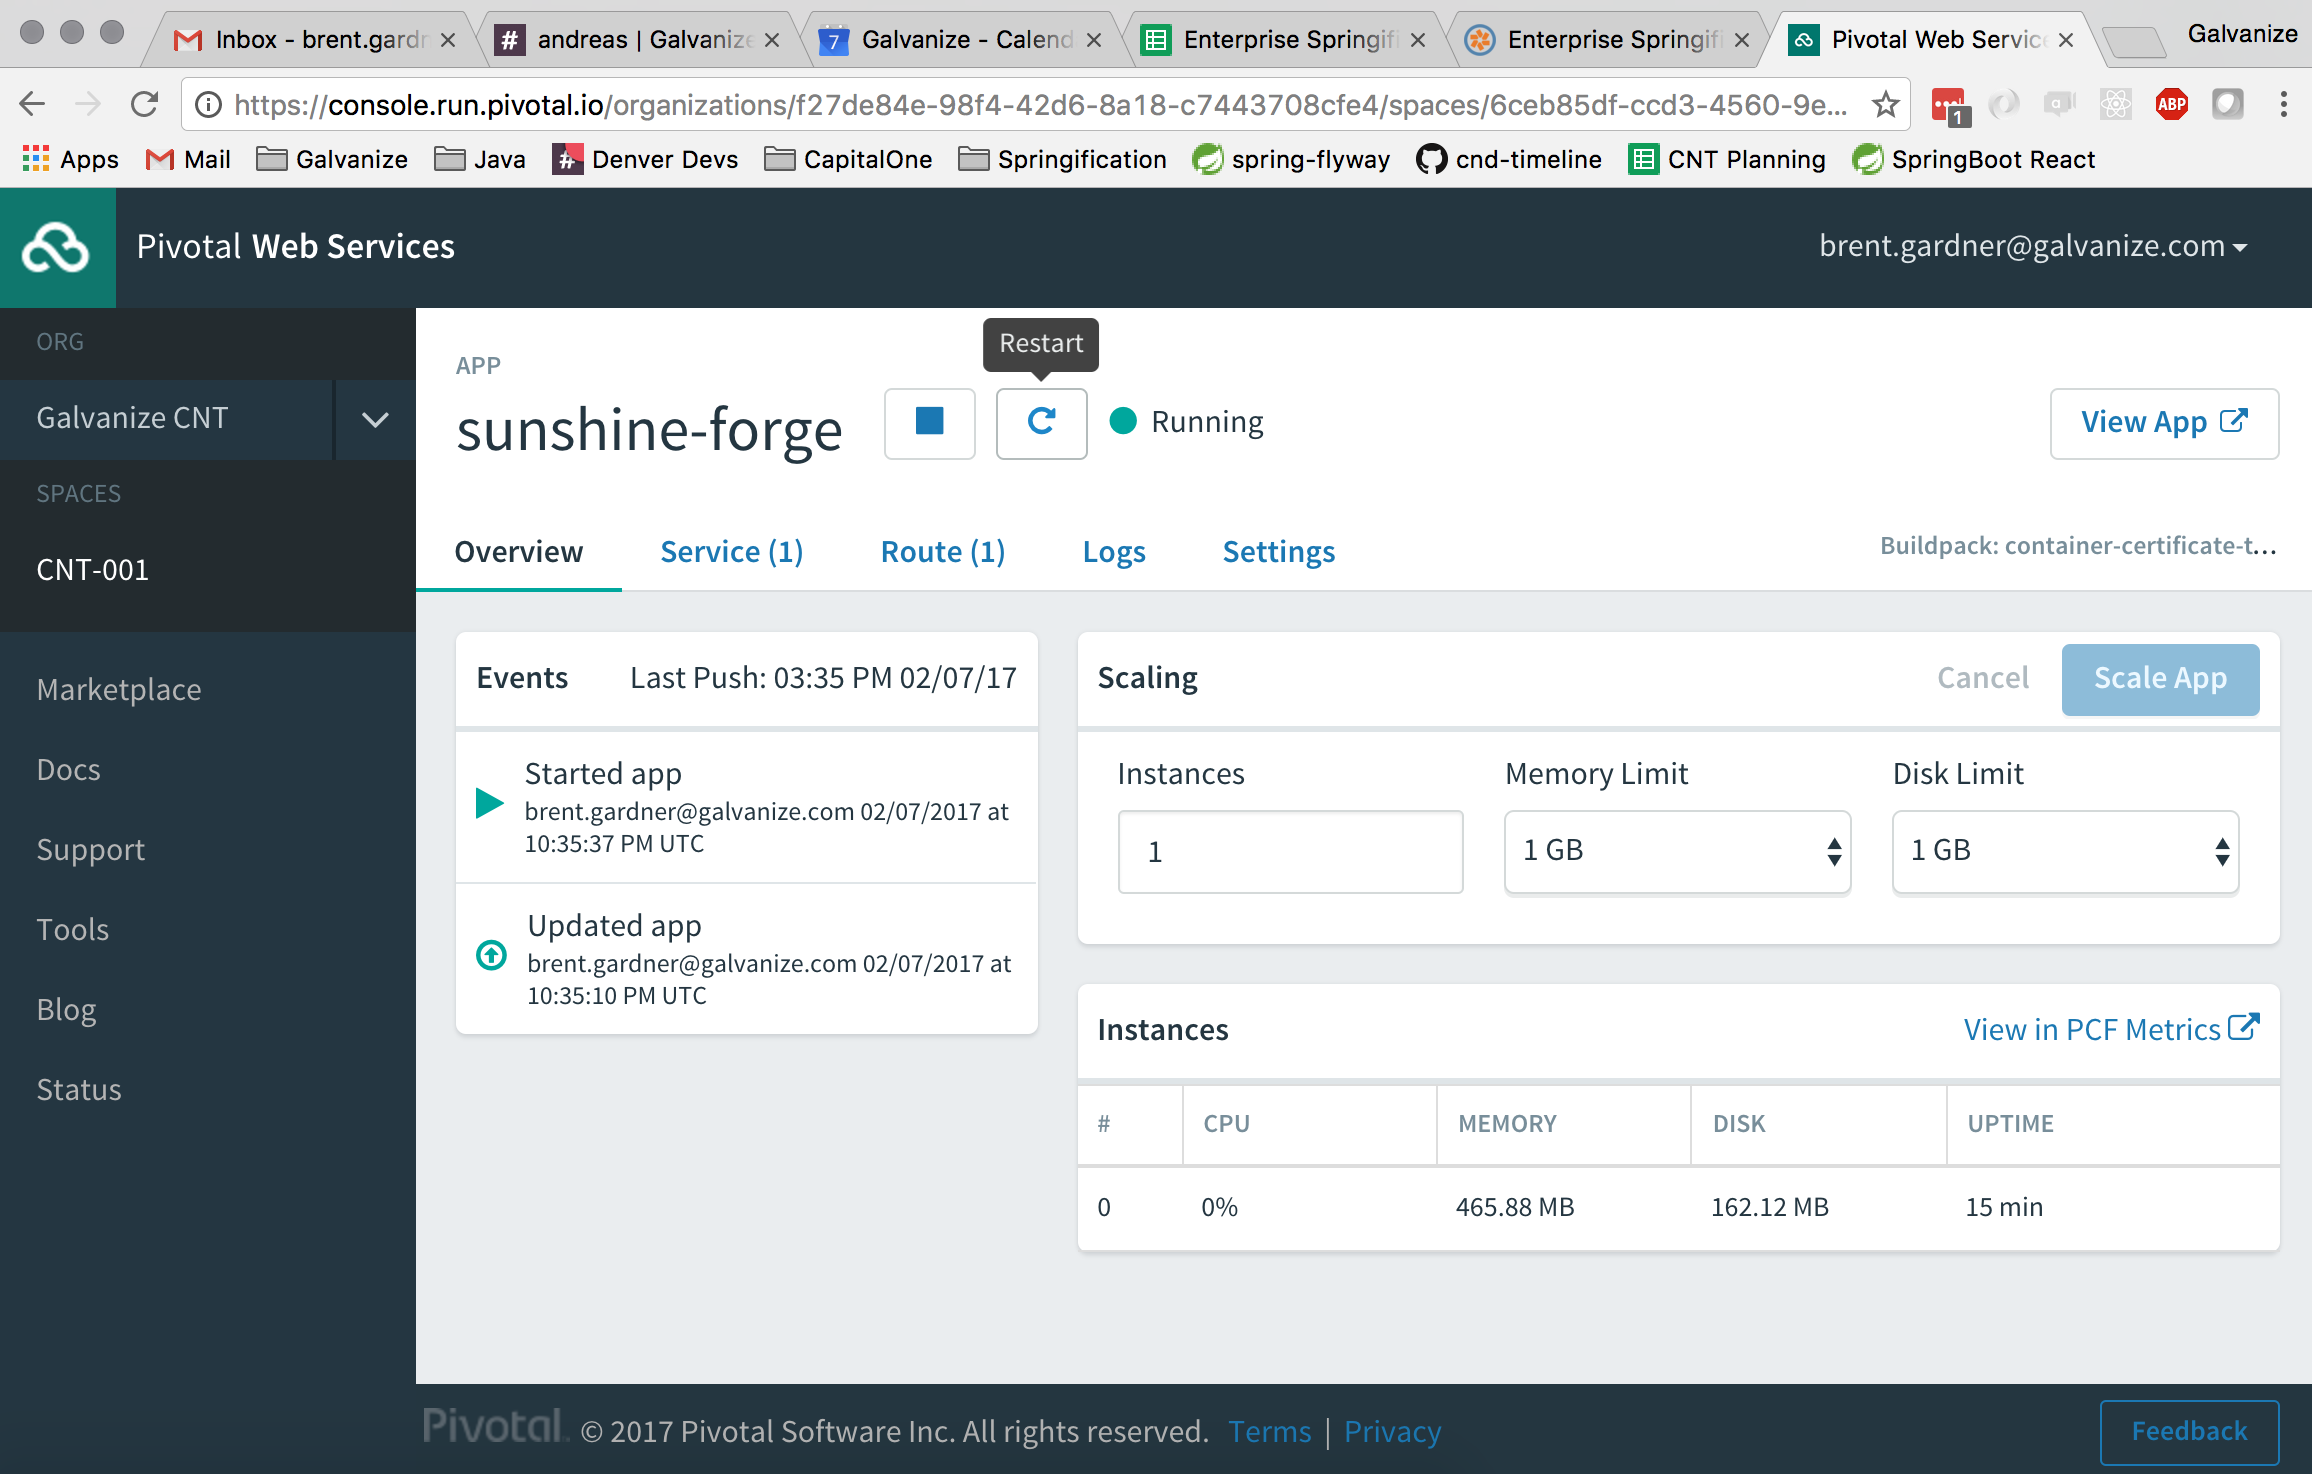 Inbox - brent.gardn
# andreas | Galvanize
7 Galvanize - Calend
Enterprise Springifi
Enterprise Springifi
Pivotal Web Service
Galvanize
https://console.run.pivotal.io/organizations/f27de84e-98f4-42d6-8a18-c7443708cfe4/spaces/6ceb85df-ccd3-4560-9e...
1
ABP
Apps Mail Galvanize Java Denver Devs CapitalOne Springification spring-flyway cnd-timeline CNT Planning SpringBoot React
Pivotal Web Services
brent.gardner@galvanize.com
ORG
Galvanize CNT
SPACES
CNT-001
Marketplace
Docs
Support
Tools
Blog
Status
Restart
APP
sunshine-forge
Running
View App
Overview Service (1) Route (1) Logs Settings
Buildpack: container-certificate-t...
Events Last Push: 03:35 PM 02/07/17
Started app
brent.gardner@galvanize.com 02/07/2017 at
10:35:37 PM UTC
Updated app
brent.gardner@galvanize.com 02/07/2017 at
10:35:10 PM UTC
Scaling Cancel Scale App
Instances Memory Limit Disk Limit
1 1 GB 1 GB
Instances View in PCF Metrics
# CPU MEMORY DISK UPTIME
0 0% 465.88 MB 162.12 MB 15 min
Pivotal. © 2017 Pivotal Software Inc. All rights reserved. Terms | Privacy
Feedback